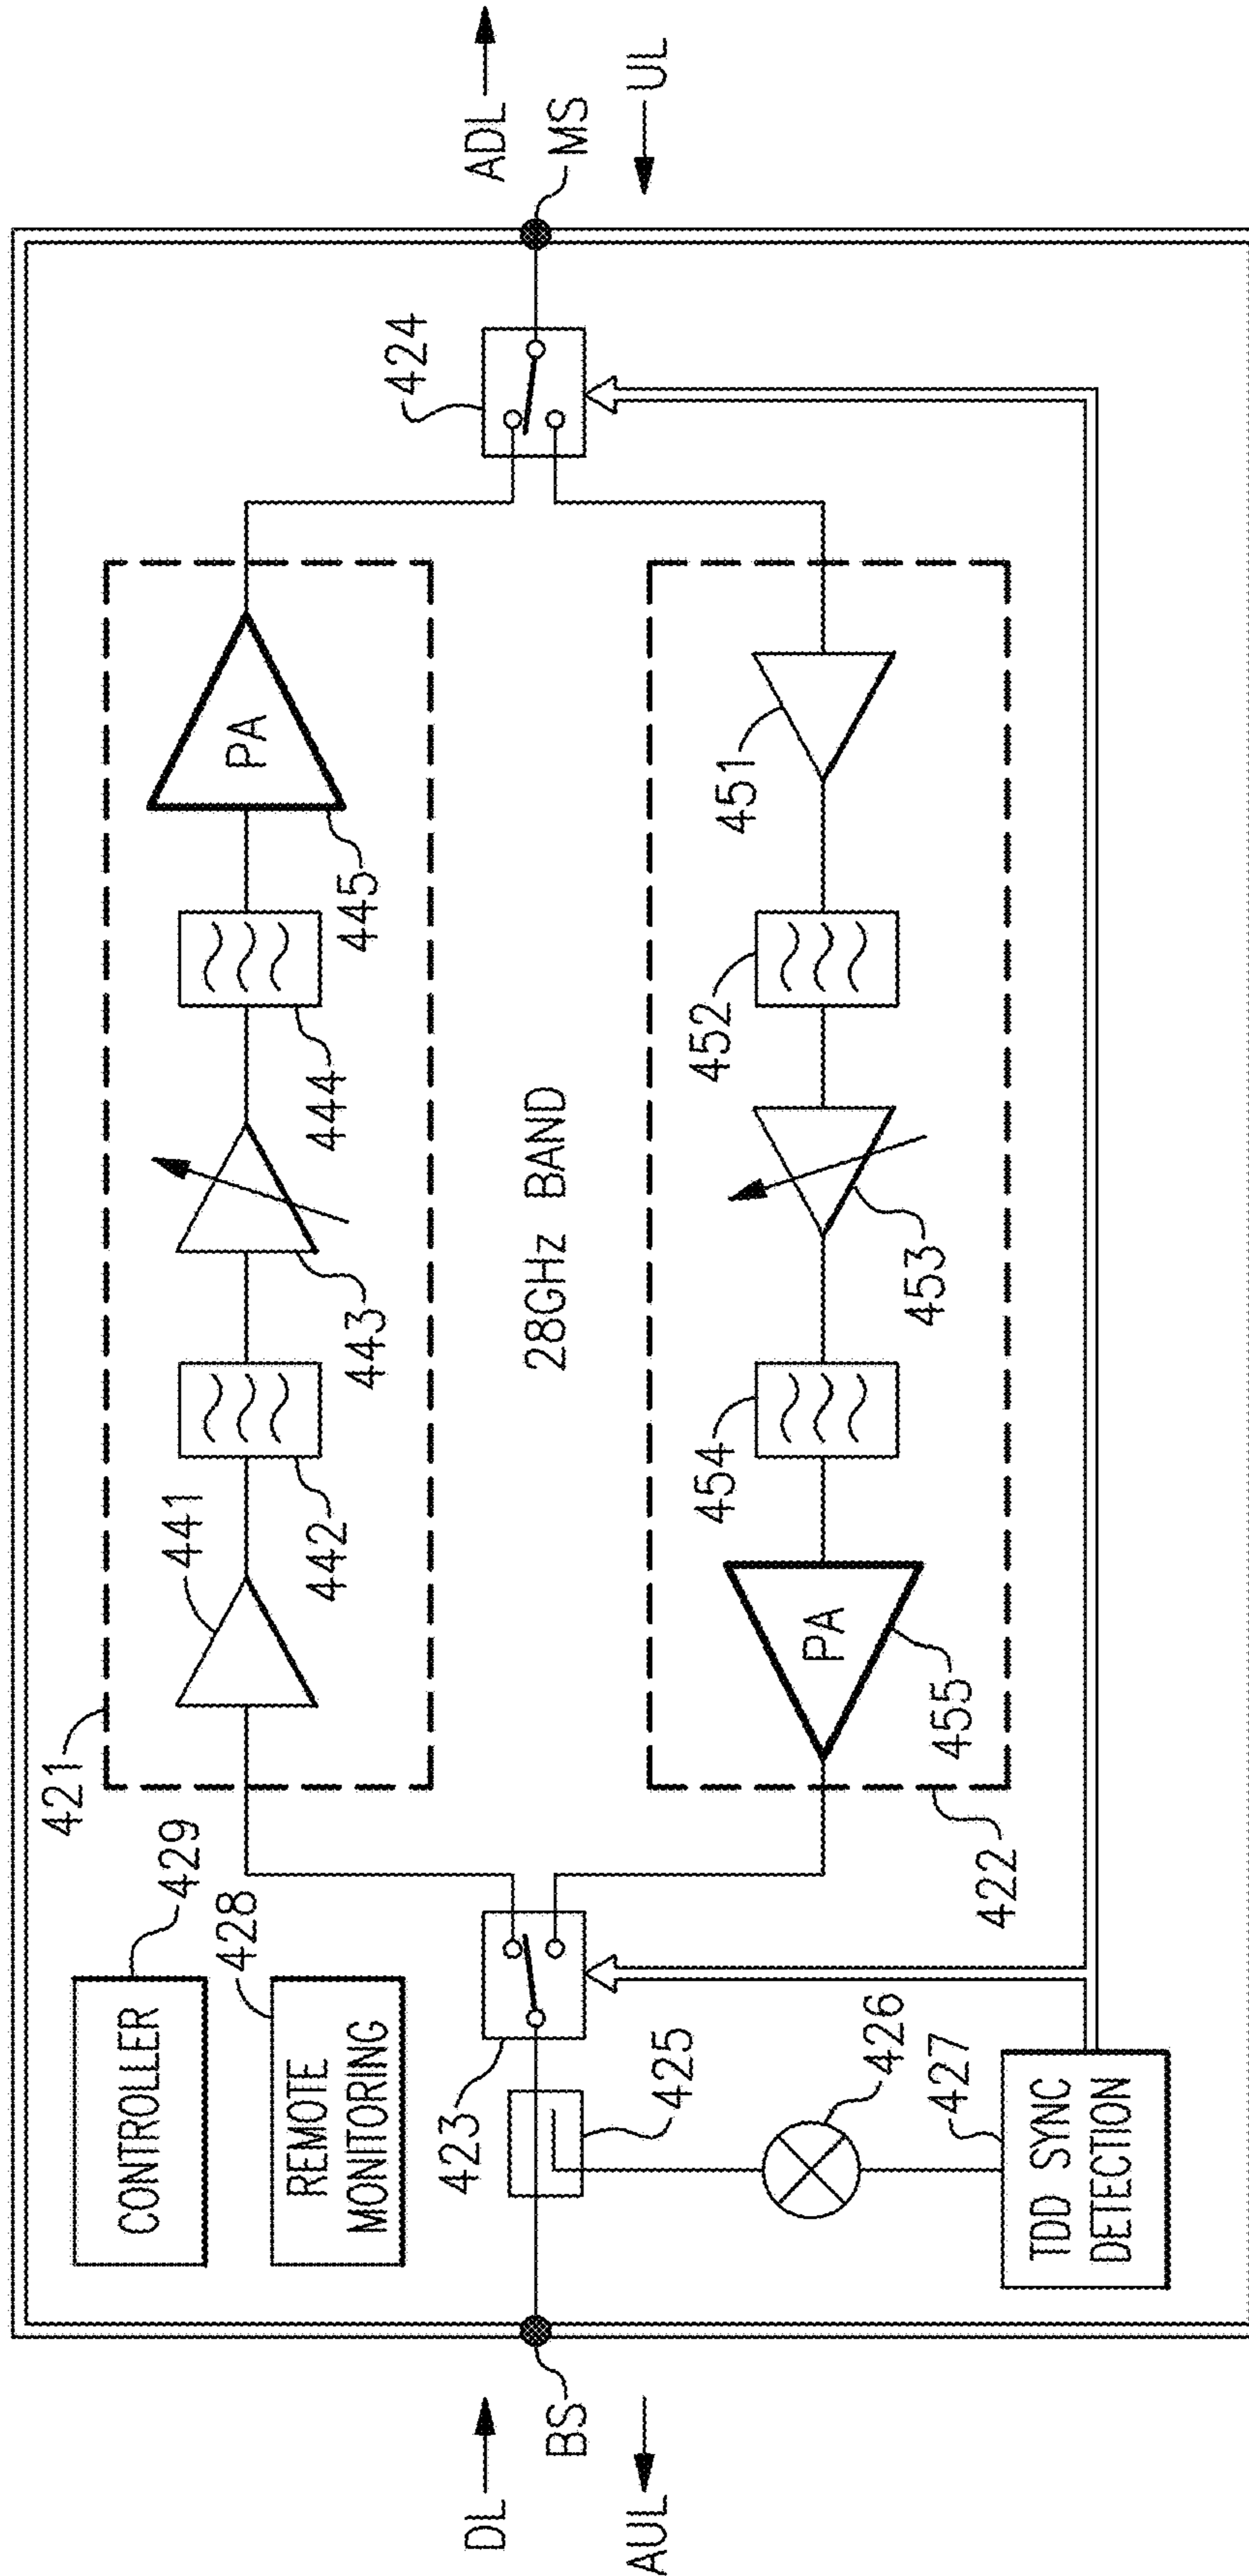 CONTROLLER
429
REMOTE
MONITORING
428
421
441
442
443
444
445
PA
424
ADL
MS
UL
DL
BS
AUL
423
425
28GHz BAND
426
427
TDD SYNC
DETECTION
422
PA
455
454
453
452
451